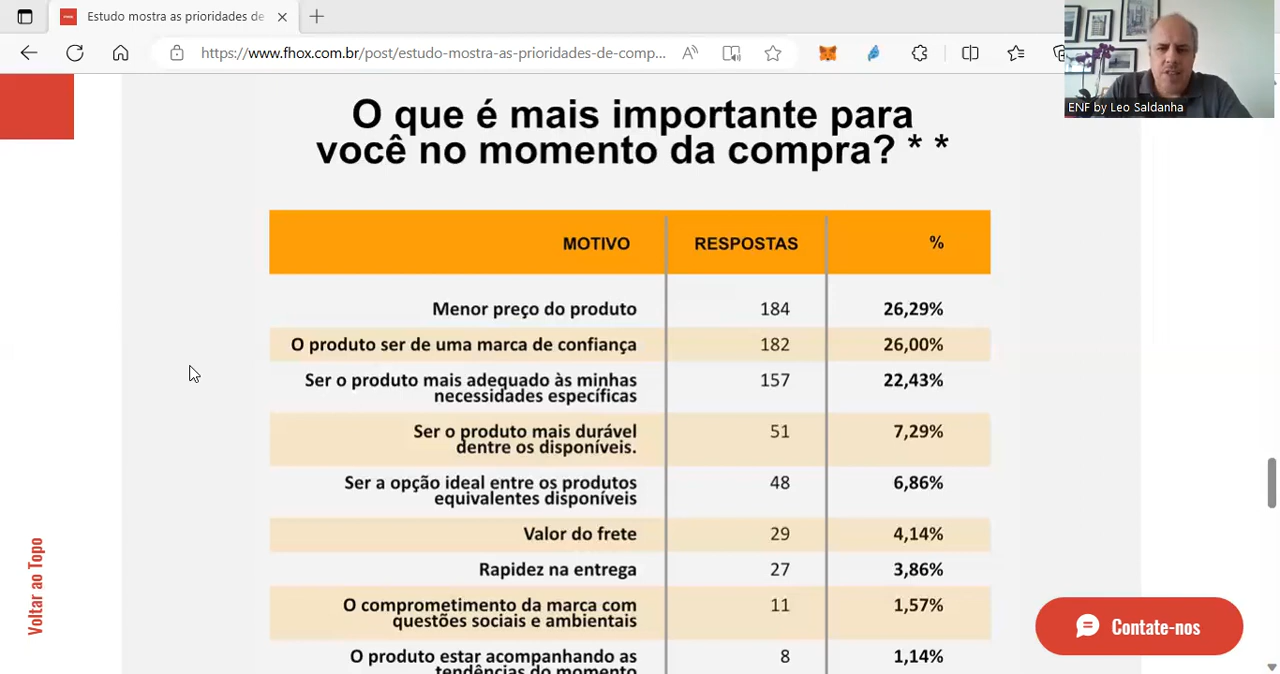 Estudo mostra as prioridades de
https://www.fhox.com.br/post/estudo-mostra-as-prioridades-de-comp...
ENF by Leo Saldanha
O que é mais importante para
você no momento da compra? * *
MOTIVO RESPOSTAS %
Menor preço do produto 184 26,29%
O produto ser de uma marca de confiança 182 26,00%
Ser o produto mais adequado às minhas 157 22,43%
necessidades específicas
Ser o produto mais durável 51 7,29%
dentre os disponíveis.
Ser a opção ideal entre os produtos 48 6,86%
equivalentes disponíveis
Valor do frete 29 4,14%
Rapidez na entrega 27 3,86%
O comprometimento da marca com 11 1,57%
questões sociais e ambientais
O produto estar acompanhando as 8 1,14%
tendências do momento
Voltar ao Topo
Contate-nos